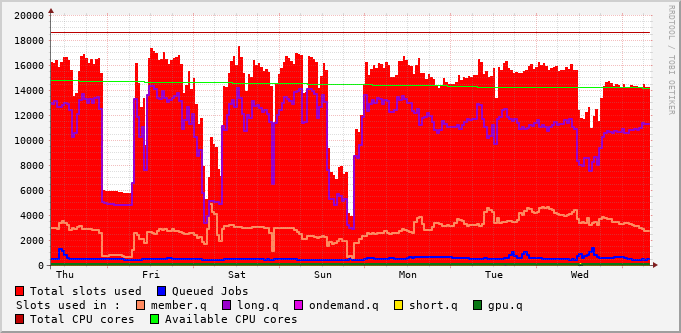 20000
18000
16000
14000
12000
10000
8000
6000
4000
2000
0
Thu Fri Sat Sun Mon Tue Wed
RRDTOOL / TOBI OETIKER
Total slots used Queued Jobs
Slots used in : member.q long.q ondemand.q short.q gpu.q
Total CPU cores Available CPU cores